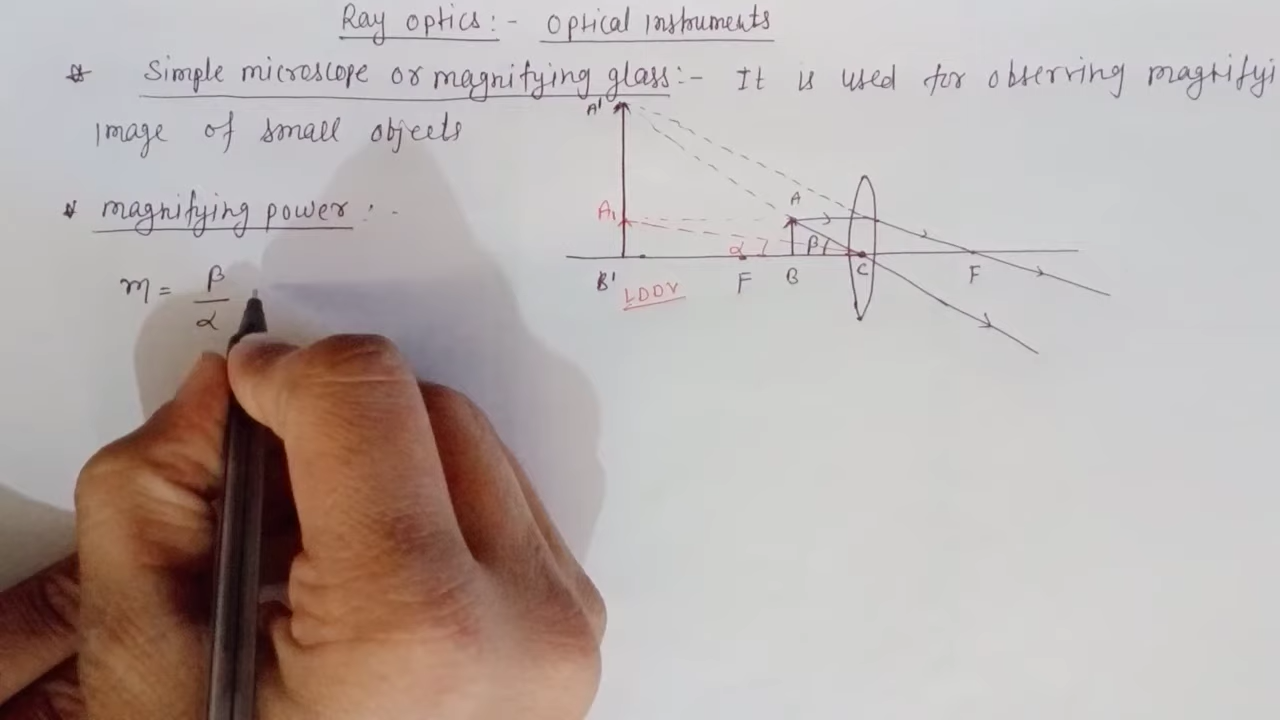 Ray optics:- Optical Instruments
* Simple microscope or magnifying glass:- It is used for observing magnifyi
image of small objects
A'
* magnifying power:-
A₁ A
α β
m = β/α
B' LDDV F B C F